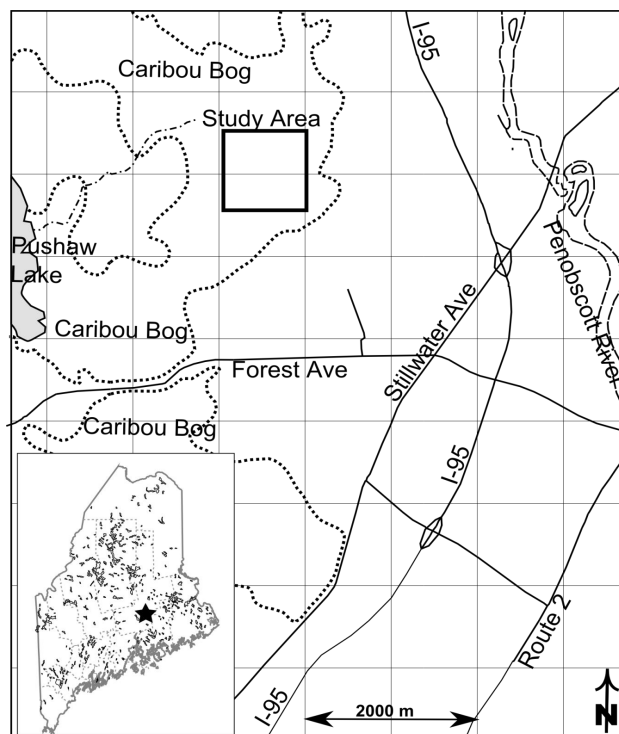 I-95
Caribou Bog
Study Area
Pushaw
Lake
Penobscott River
Stillwater Ave
Caribou Bog
Forest Ave
Caribou Bog
I-95
Route 2
I-95
2000 m
N